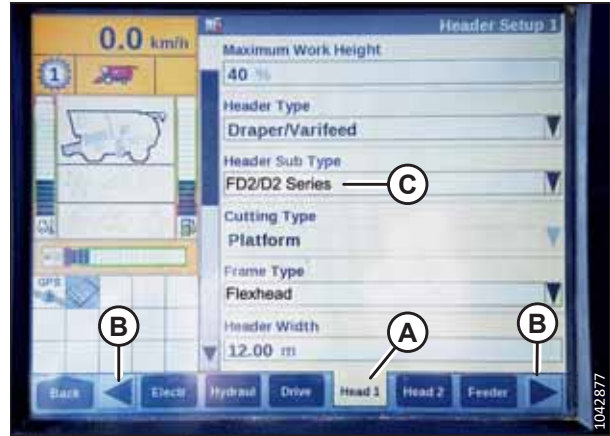 0.0 km/h
Header Setup 1
1
Maximum Work Height
40 %
Header Type
Draper/Varifeed
Header Sub Type
FD2/D2 Series
C
Cutting Type
Platform
Frame Type
Flexhead
GPS
Header Width
12.00 m
B
A
B
Back
Electr
Hydraul
Drive
Head 1
Head 2
Feeder
1042877